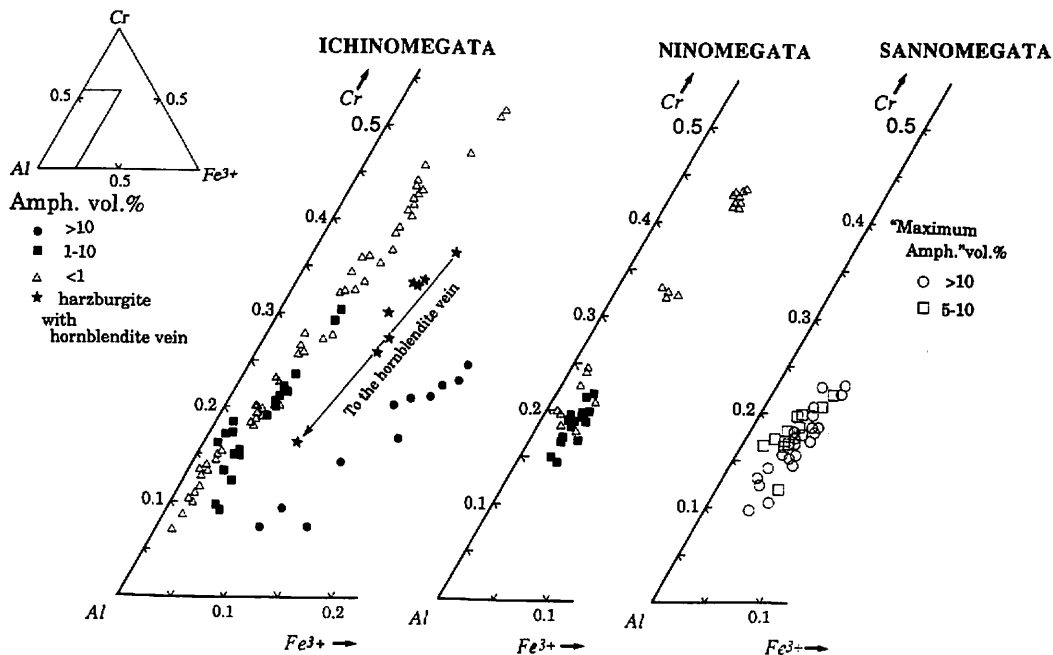 Cr
0.5
0.5
Al
0.5
Fe3+
Amph. vol.%
>10
1-10
<1
harzburgite
with
hornblendite vein
ICHINOMEGATA
Cr
0.5
0.4
0.3
0.2
0.1
To the hornblendite vein
Al
0.1
0.2
Fe3+
NINOMEGATA
Cr
0.5
0.4
0.3
0.2
0.1
Al
0.1
Fe3+
SANNOMEGATA
Cr
0.5
0.4
0.3
0.2
0.1
"Maximum
Amph."vol.%
>10
5-10
Al
0.1
Fe3+